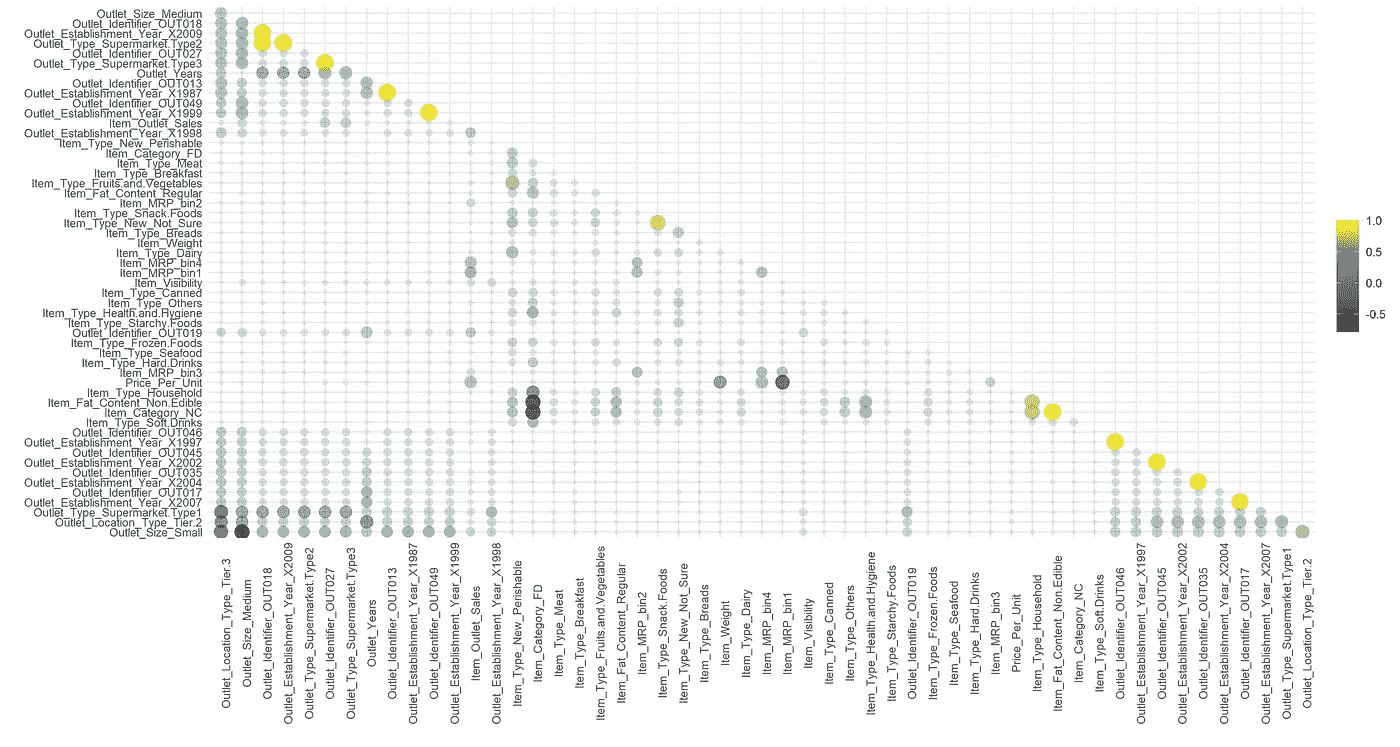 Outlet_Size_Medium
Outlet_Identifier_OUT018
Outlet_Establishment_Year_X2009
Outlet_Type_Supermarket.Type2
Outlet_Identifier_OUT027
Outlet_Type_Supermarket.Type3
Outlet_Years
Outlet_Identifier_OUT013
Outlet_Establishment_Year_X1987
Outlet_Identifier_OUT049
Outlet_Establishment_Year_X1999
Item_Outlet_Sales
Outlet_Establishment_Year_X1998
Item_Type_New_Perishable
Item_Category_FD
Item_Type_Meat
Item_Type_Breakfast
Item_Type_Fruits.and.Vegetables
Item_Fat_Content_Regular
Item_MRP_bin2
Item_Type_Snack.Foods
Item_Type_New_Not_Sure
Item_Type_Breads
Item_Weight
Item_Type_Dairy
Item_MRP_bin4
Item_MRP_bin1
Item_Visibility
Item_Type_Canned
Item_Type_Others
Item_Type_Health.and.Hygiene
Item_Type_Starchy.Foods
Outlet_Identifier_OUT019
Item_Type_Frozen.Foods
Item_Type_Seafood
Item_Type_Hard.Drinks
Item_MRP_bin3
Price_Per_Unit
Item_Type_Household
Item_Fat_Content_Non.Edible
Item_Category_NC
Item_Type_Soft.Drinks
Outlet_Identifier_OUT046
Outlet_Establishment_Year_X1997
Outlet_Identifier_OUT045
Outlet_Establishment_Year_X2002
Outlet_Identifier_OUT035
Outlet_Establishment_Year_X2004
Outlet_Identifier_OUT017
Outlet_Establishment_Year_X2007
Outlet_Type_Supermarket.Type1
Outlet_Location_Type_Tier.2
Outlet_Size_Small
Outlet_Location_Type_Tier.3
Outlet_Size_Medium
Outlet_Identifier_OUT018
Outlet_Establishment_Year_X2009
Outlet_Type_Supermarket.Type2
Outlet_Identifier_OUT027
Outlet_Type_Supermarket.Type3
Outlet_Years
Outlet_Identifier_OUT013
Outlet_Establishment_Year_X1987
Outlet_Identifier_OUT049
Outlet_Establishment_Year_X1999
Item_Outlet_Sales
Outlet_Establishment_Year_X1998
Item_Type_New_Perishable
Item_Category_FD
Item_Type_Meat
Item_Type_Breakfast
Item_Type_Fruits.and.Vegetables
Item_Fat_Content_Regular
Item_MRP_bin2
Item_Type_Snack.Foods
Item_Type_New_Not_Sure
Item_Type_Breads
Item_Weight
Item_Type_Dairy
Item_MRP_bin4
Item_MRP_bin1
Item_Visibility
Item_Type_Canned
Item_Type_Others
Item_Type_Health.and.Hygiene
Item_Type_Starchy.Foods
Outlet_Identifier_OUT019
Item_Type_Frozen.Foods
Item_Type_Seafood
Item_Type_Hard.Drinks
Item_MRP_bin3
Price_Per_Unit
Item_Type_Household
Item_Fat_Content_Non.Edible
Item_Category_NC
Item_Type_Soft.Drinks
Outlet_Identifier_OUT046
Outlet_Establishment_Year_X1997
Outlet_Identifier_OUT045
Outlet_Establishment_Year_X2002
Outlet_Identifier_OUT035
Outlet_Establishment_Year_X2004
Outlet_Identifier_OUT017
Outlet_Establishment_Year_X2007
Outlet_Type_Supermarket.Type1
Outlet_Location_Type_Tier.2
1.0
0.5
0.0
-0.5